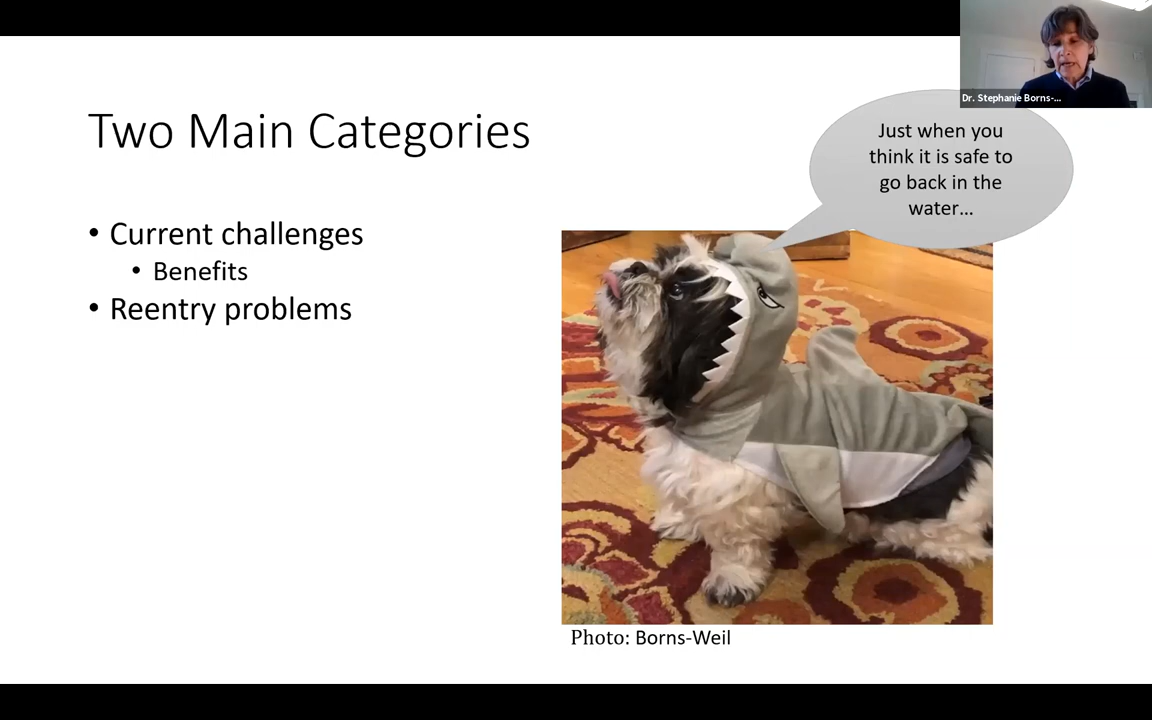 Dr. Stephanie Borns-...
Two Main Categories
Just when you
think it is safe to
go back in the
water...
• Current challenges
• Benefits
• Reentry problems
Photo: Borns-Weil